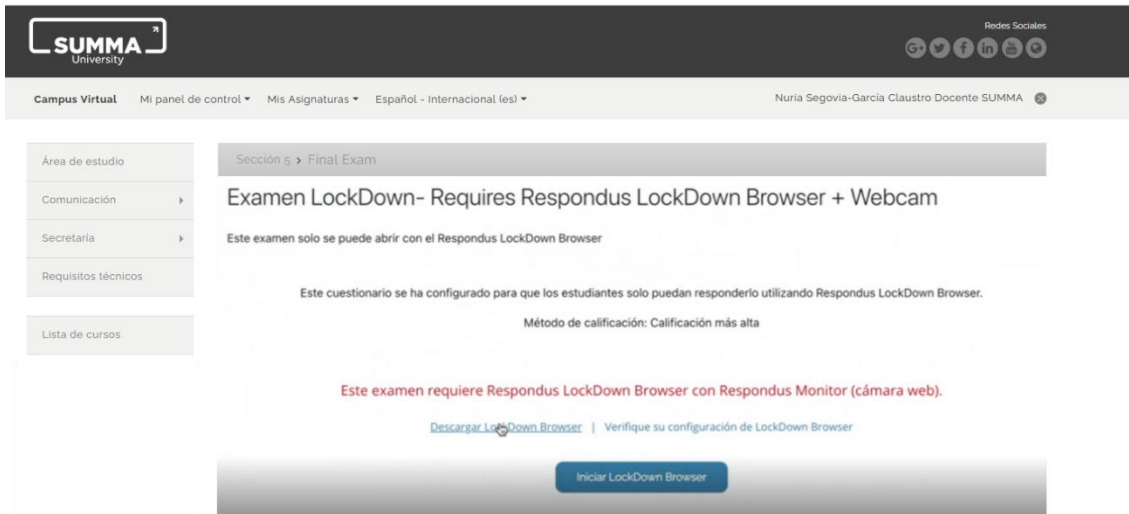 SUMMA
University
Redes Sociales
Campus Virtual Mi panel de control Mis Asignaturas Español - Internacional (es) Nuria Segovia-García Claustro Docente SUMMA
Área de estudio
Comunicación
Secretaría
Requisitos técnicos
Lista de cursos
Sección 5 > Final Exam
Examen LockDown- Requires Respondus LockDown Browser + Webcam
Este examen solo se puede abrir con el Respondus LockDown Browser
Este cuestionario se ha configurado para que los estudiantes solo puedan responderlo utilizando Respondus LockDown Browser.
Método de calificación: Calificación más alta
Este examen requiere Respondus LockDown Browser con Respondus Monitor (cámara web).
Descargar LockDown Browser | Verifique su configuración de LockDown Browser
Iniciar LockDown Browser